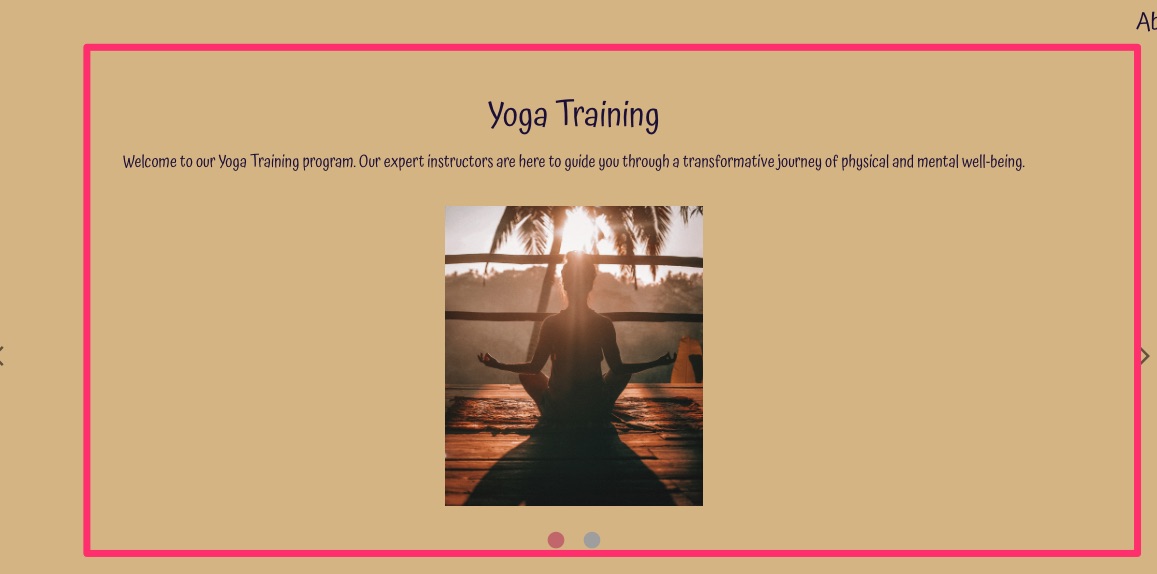 Ab
Yoga Training
Welcome to our Yoga Training program. Our expert instructors are here to guide you through a transformative journey of physical and mental well-being.